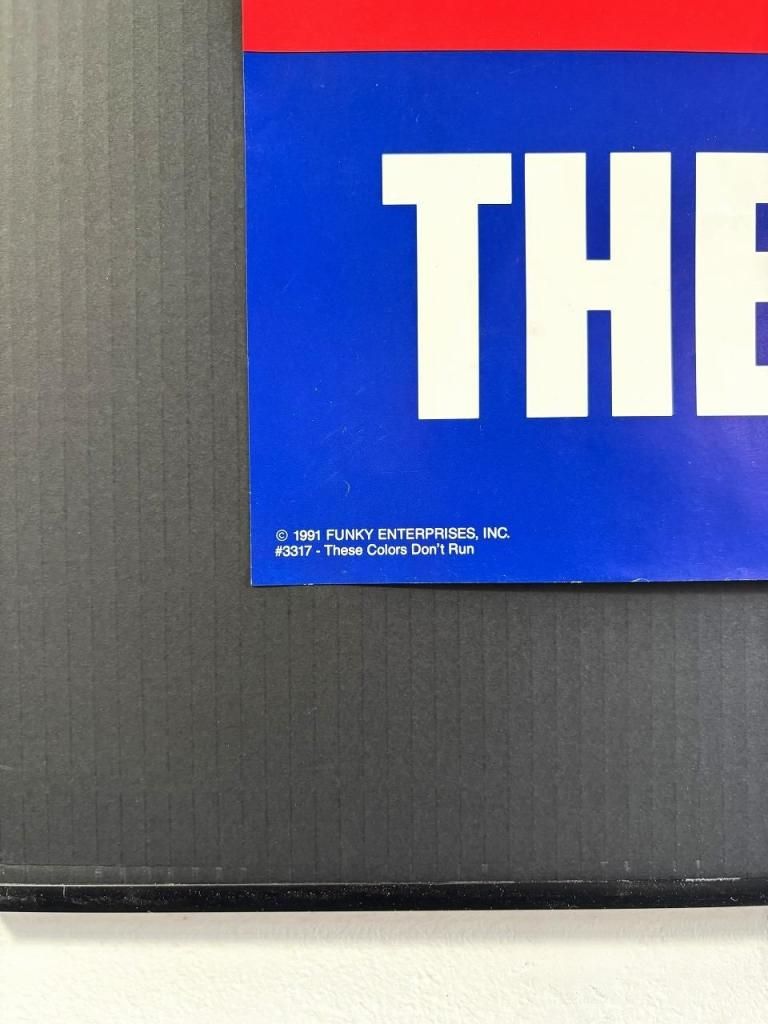 THE
© 1991 FUNKY ENTERPRISES, INC.
#3317 - These Colors Don't Run